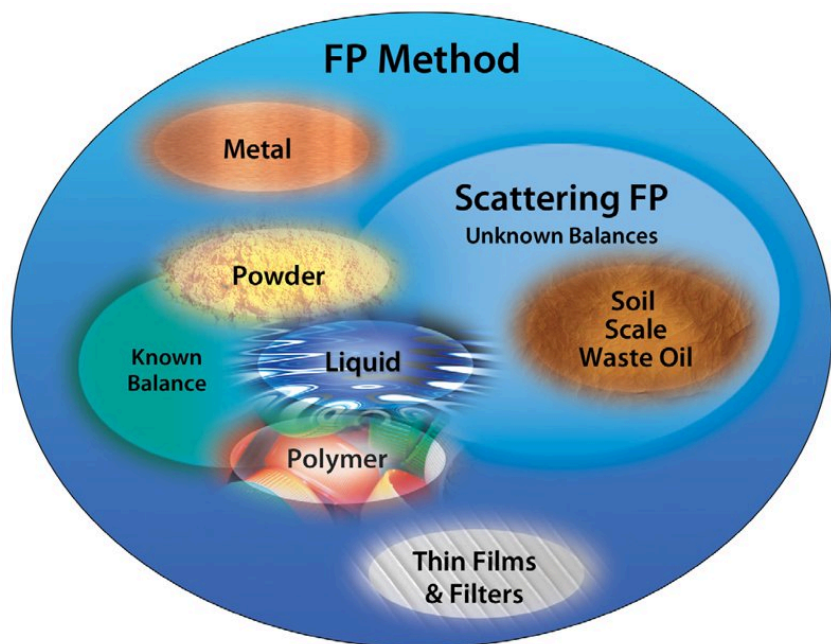 FP Method
Metal
Scattering FP
Unknown Balances
Powder
Soil
Scale
Waste Oil
Known
Balance
Liquid
Polymer
Thin Films
& Filters